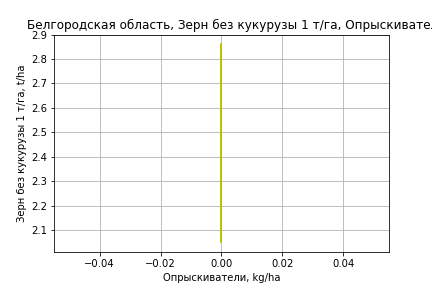 Белгородская область, Зерн без кукурузы 1 т/га, Опрыскивате
2.9
2.8
2.7
2.6
2.5
2.4
2.3
2.2
2.1
Зерн без кукурузы 1 т/га, t/ha
−0.04 −0.02 0.00 0.02 0.04
Опрыскиватели, kg/ha